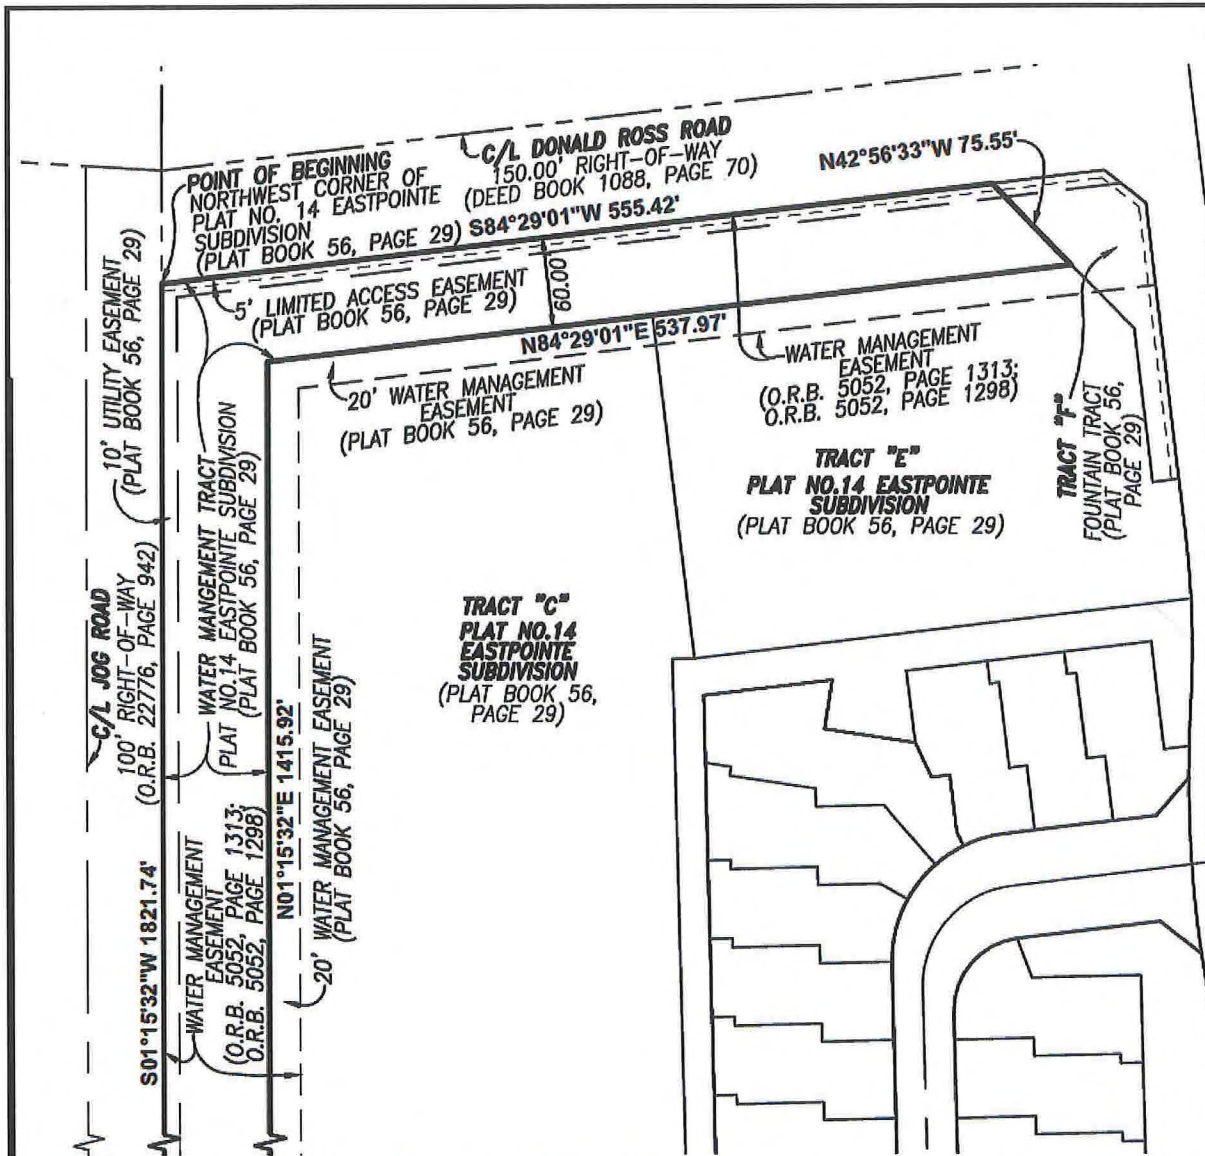 C/L DONALD ROSS ROAD
150.00' RIGHT-OF-WAY
(DEED BOOK 1088, PAGE 70)
N42°56'33"W 75.55'
POINT OF BEGINNING
NORTHWEST CORNER OF
PLAT NO. 14 EASTPOINTE
SUBDIVISION
(PLAT BOOK 56, PAGE 29)
S84°29'01"W 555.42'
5' LIMITED ACCESS EASEMENT
(PLAT BOOK 56, PAGE 29)
60.00'
N84°29'01"E 537.97'
20' WATER MANAGEMENT
EASEMENT
(PLAT BOOK 56, PAGE 29)
WATER MANAGEMENT
EASEMENT
(O.R.B. 5052, PAGE 1313;
O.R.B. 5052, PAGE 1298)
TRACT "F"
FOUNTAIN TRACT
(PLAT BOOK 56,
PAGE 29)
TRACT "E"
PLAT NO.14 EASTPOINTE
SUBDIVISION
(PLAT BOOK 56, PAGE 29)
TRACT "C"
PLAT NO.14
EASTPOINTE
SUBDIVISION
(PLAT BOOK 56,
PAGE 29)
10' UTILITY EASEMENT
(PLAT BOOK 56, PAGE 29)
C/L JOG ROAD
100' RIGHT-OF-WAY
(O.R.B. 22776, PAGE 942)
WATER MANGEMENT TRACT
PLAT NO.14 EASTPOINTE SUBDIVISION
(PLAT BOOK 56, PAGE 29)
S01°15'32"W 1821.74'
WATER MANAGEMENT
EASEMENT
(O.R.B. 5052, PAGE 1313;
O.R.B. 5052, PAGE 1298)
N01°15'32"E 1415.92'
20' WATER MANAGEMENT EASEMENT
(PLAT BOOK 56, PAGE 29)